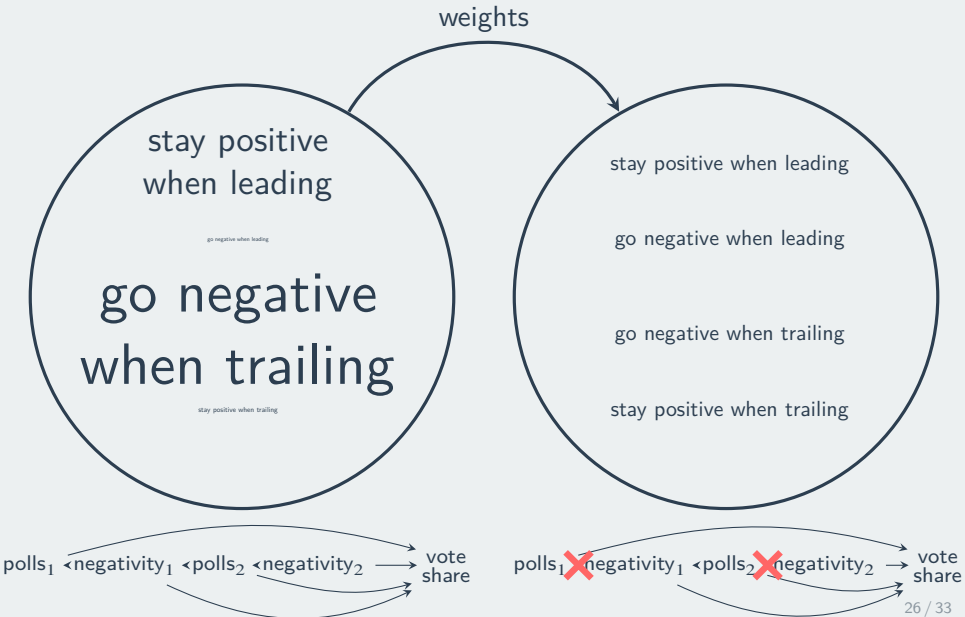 weights
stay positive
when leading
go negative when leading
go negative
when trailing
stay positive when trailing
stay positive when leading
go negative when leading
go negative when trailing
stay positive when trailing
polls1 negativity1 polls2 negativity2 vote
share
polls1 negativity1 polls2 negativity2 vote
share
26 / 33